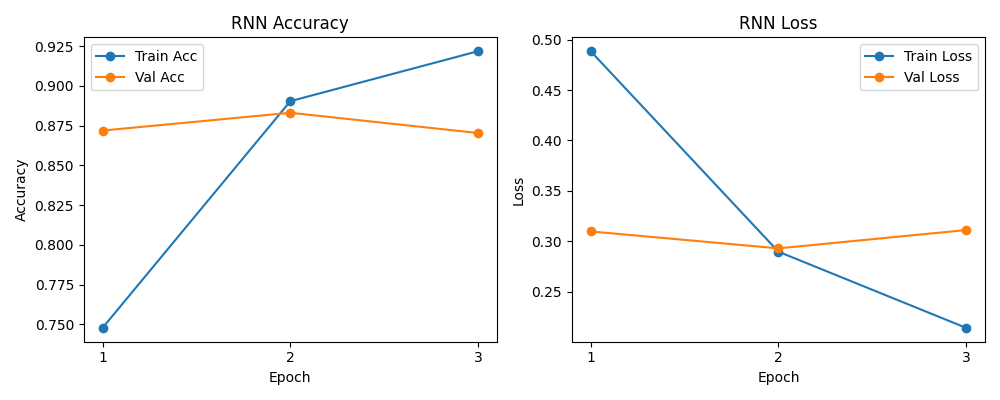 RNN Accuracy
Train Acc
Val Acc
0.925
0.900
0.875
0.850
0.825
0.800
0.775
0.750
Accuracy
1 2 3
Epoch
RNN Loss
Train Loss
Val Loss
0.50
0.45
0.40
0.35
0.30
0.25
Loss
1 2 3
Epoch